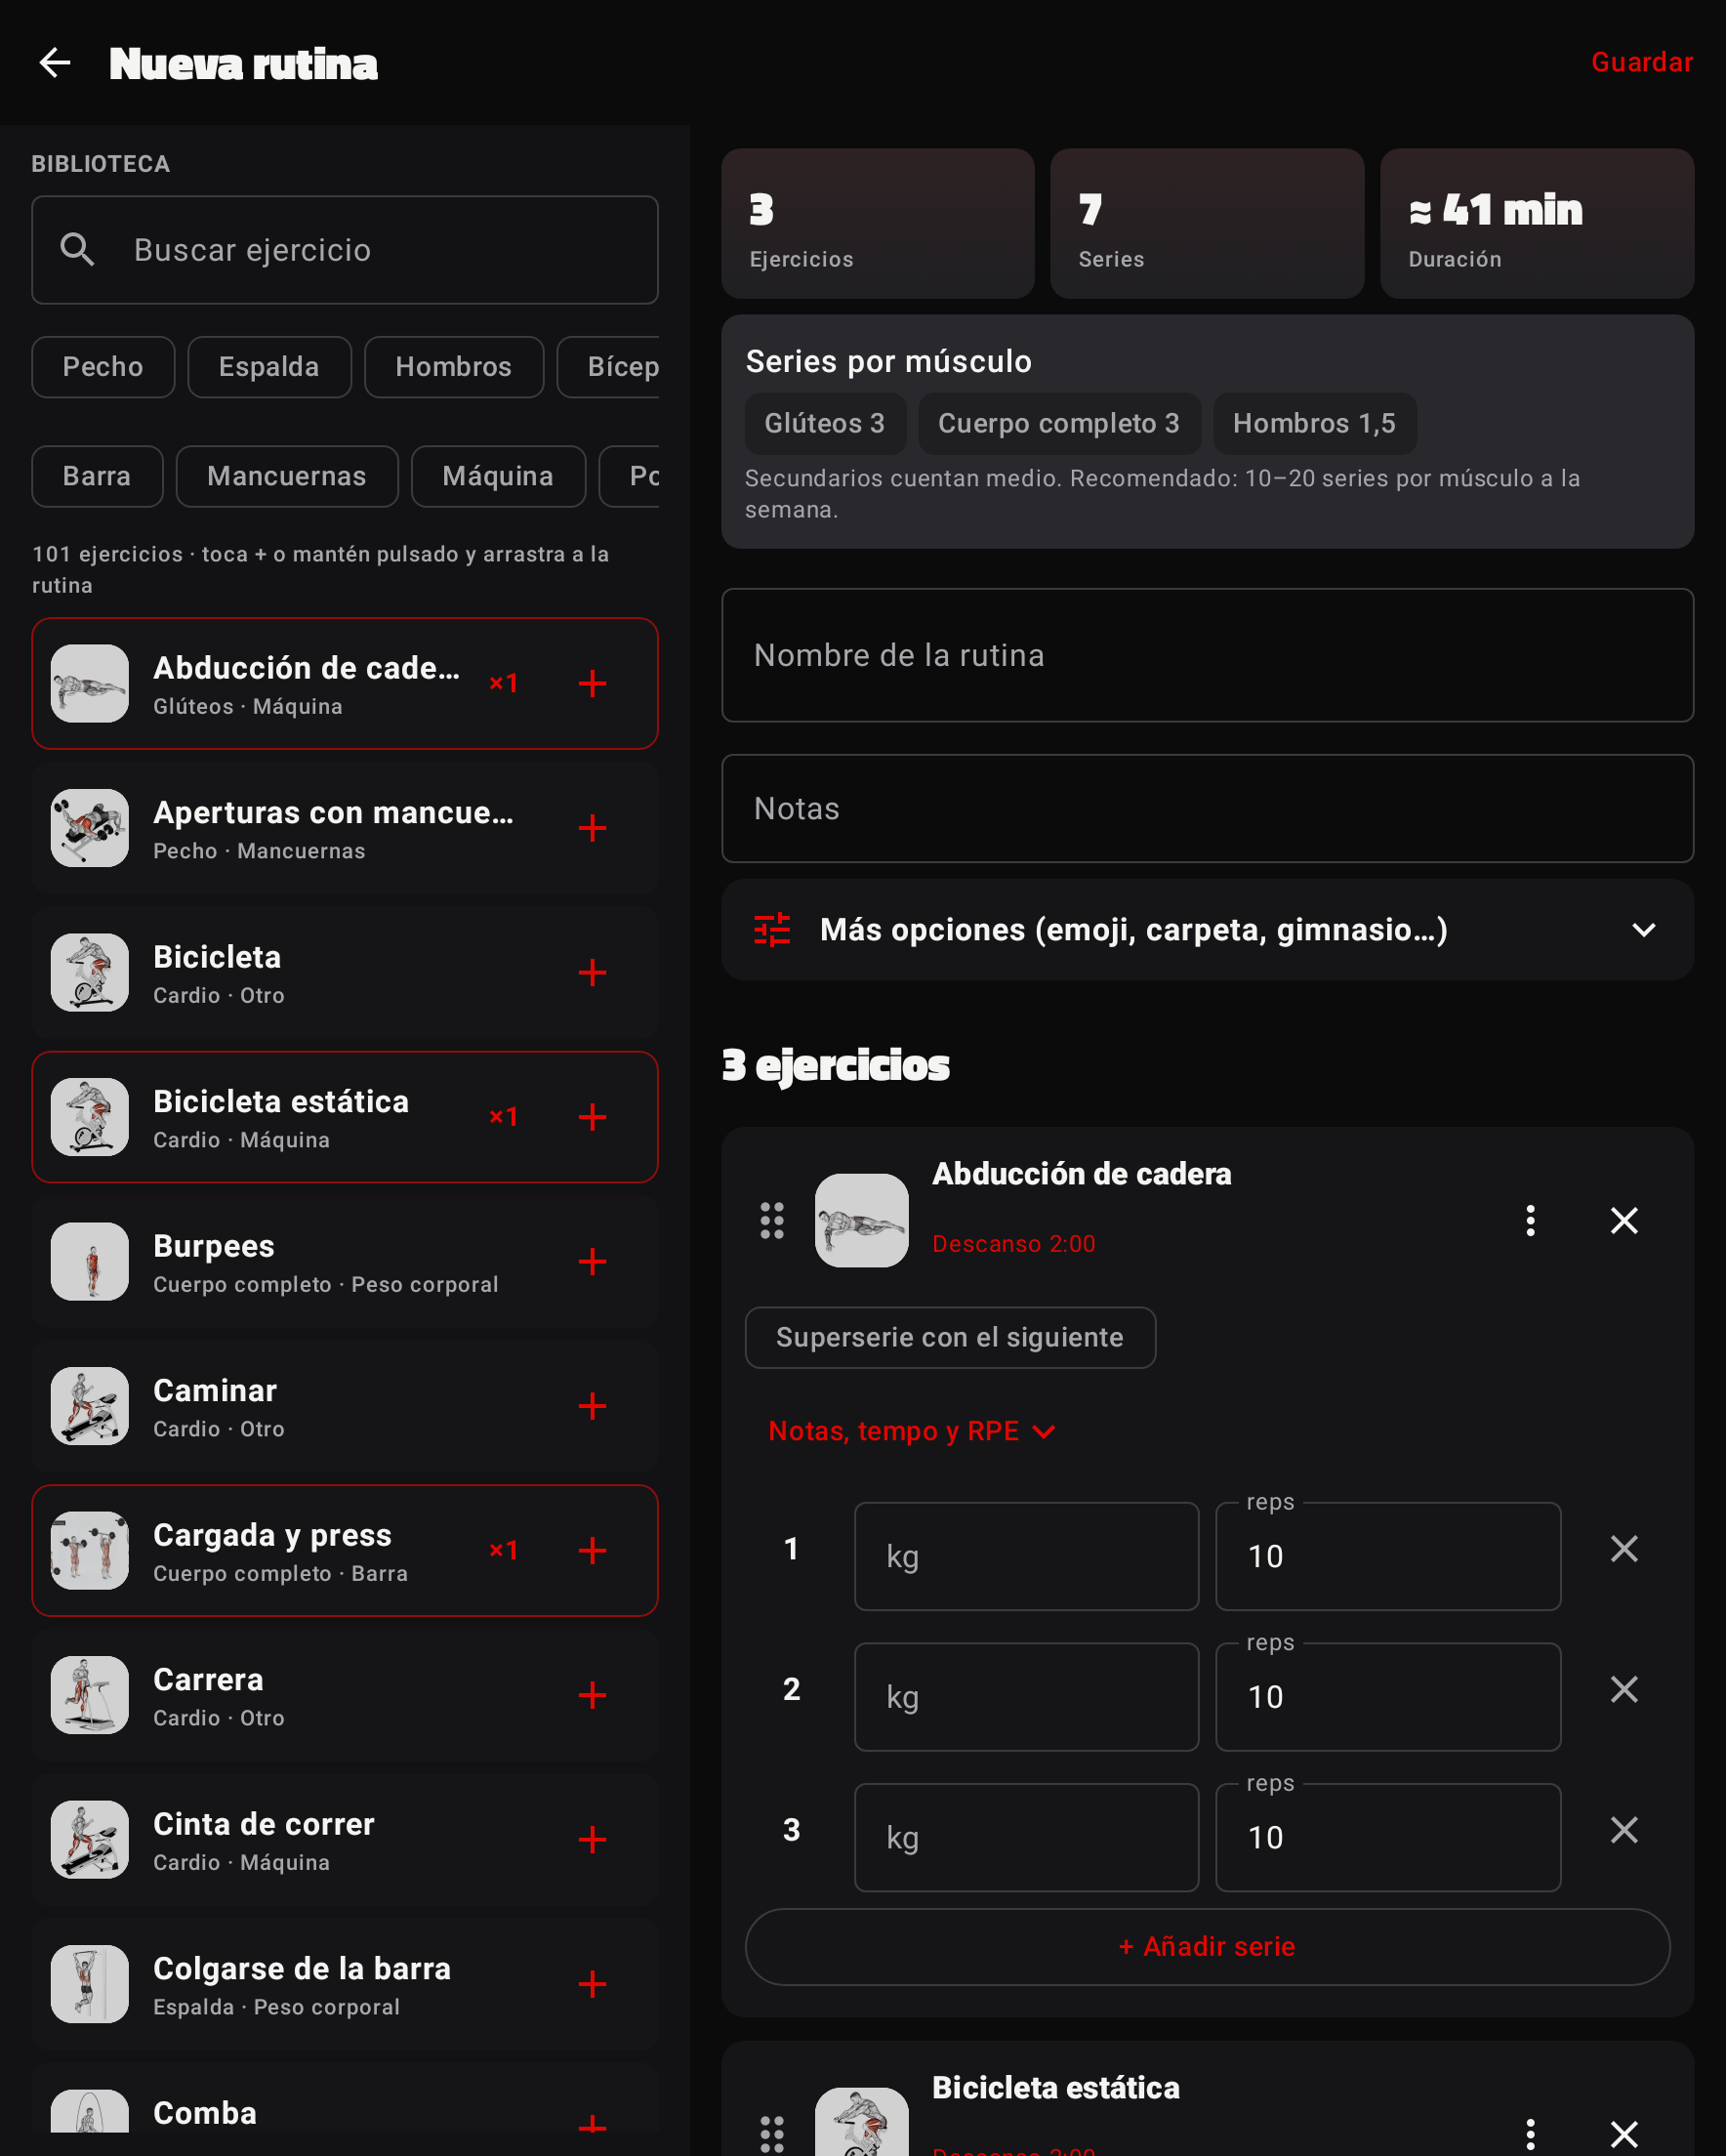 Nueva rutina
Guardar
BIBLIOTECA
Buscar ejercicio
Pecho
Espalda
Hombros
Bícep
Barra
Mancuernas
Máquina
Po
101 ejercicios · toca + o mantén pulsado y arrastra a la
rutina
Abducción de cade...
Glúteos · Máquina
×1
+
Aperturas con mancue...
Pecho · Mancuernas
+
Bicicleta
Cardio · Otro
+
Bicicleta estática
Cardio · Máquina
×1
+
Burpees
Cuerpo completo · Peso corporal
+
Caminar
Cardio · Otro
+
Cargada y press
Cuerpo completo · Barra
×1
+
Carrera
Cardio · Otro
+
Cinta de correr
Cardio · Máquina
+
Colgarse de la barra
Espalda · Peso corporal
+
Comba
+
3
Ejercicios
7
Series
≈ 41 min
Duración
Series por músculo
Glúteos 3
Cuerpo completo 3
Hombros 1,5
Secundarios cuentan medio. Recomendado: 10–20 series por músculo a la
semana.
Nombre de la rutina
Notas
Más opciones (emoji, carpeta, gimnasio...)
3 ejercicios
Abducción de cadera
Descanso 2:00
Superserie con el siguiente
Notas, tempo y RPE
1
kg
reps
10
2
kg
reps
10
3
kg
reps
10
+ Añadir serie
Bicicleta estática
Descanso 2:00